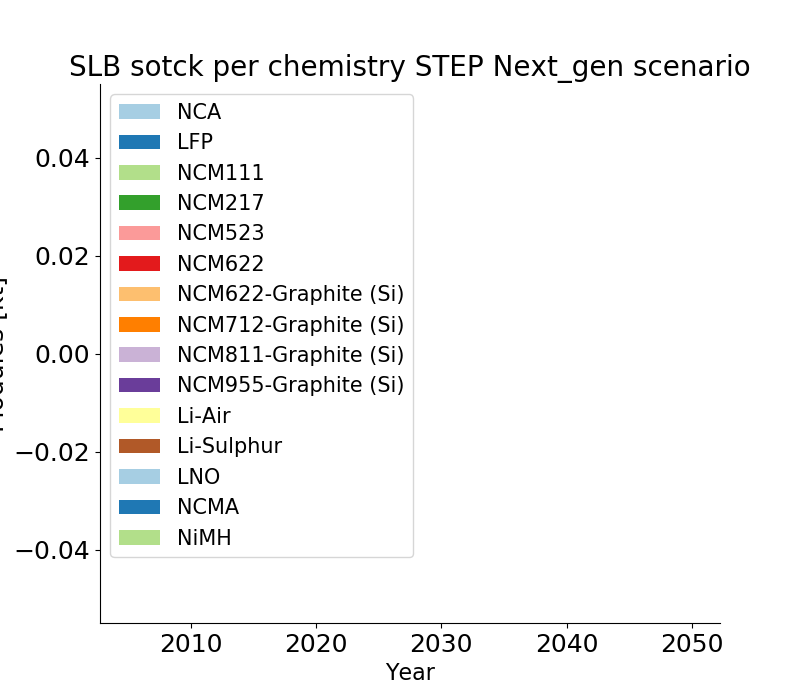 SLB sotck per chemistry STEP Next_gen scenario
NCA
LFP
NCM111
NCM217
NCM523
NCM622
NCM622-Graphite (Si)
NCM712-Graphite (Si)
NCM811-Graphite (Si)
NCM955-Graphite (Si)
Li-Air
Li-Sulphur
LNO
NCMA
NiMH
0.04
0.02
0.00
−0.02
−0.04
2010
2020
2030
2040
2050
Year